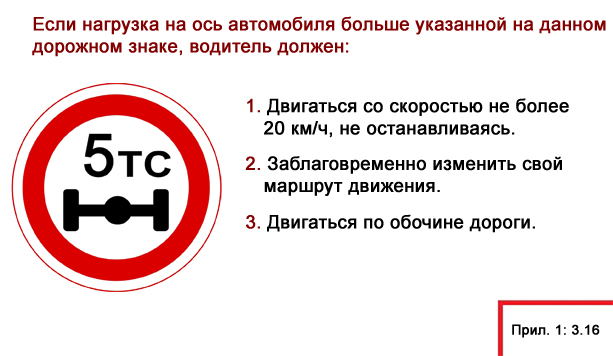 Если нагрузка на ось автомобиля больше указанной на данном
дорожном знаке, водитель должен:
5тс
1. Двигаться со скоростью не более
20 км/ч, не останавливаясь.
2. Заблаговременно изменить свой
маршрут движения.
3. Двигаться по обочине дороги.
Прил. 1: 3.16